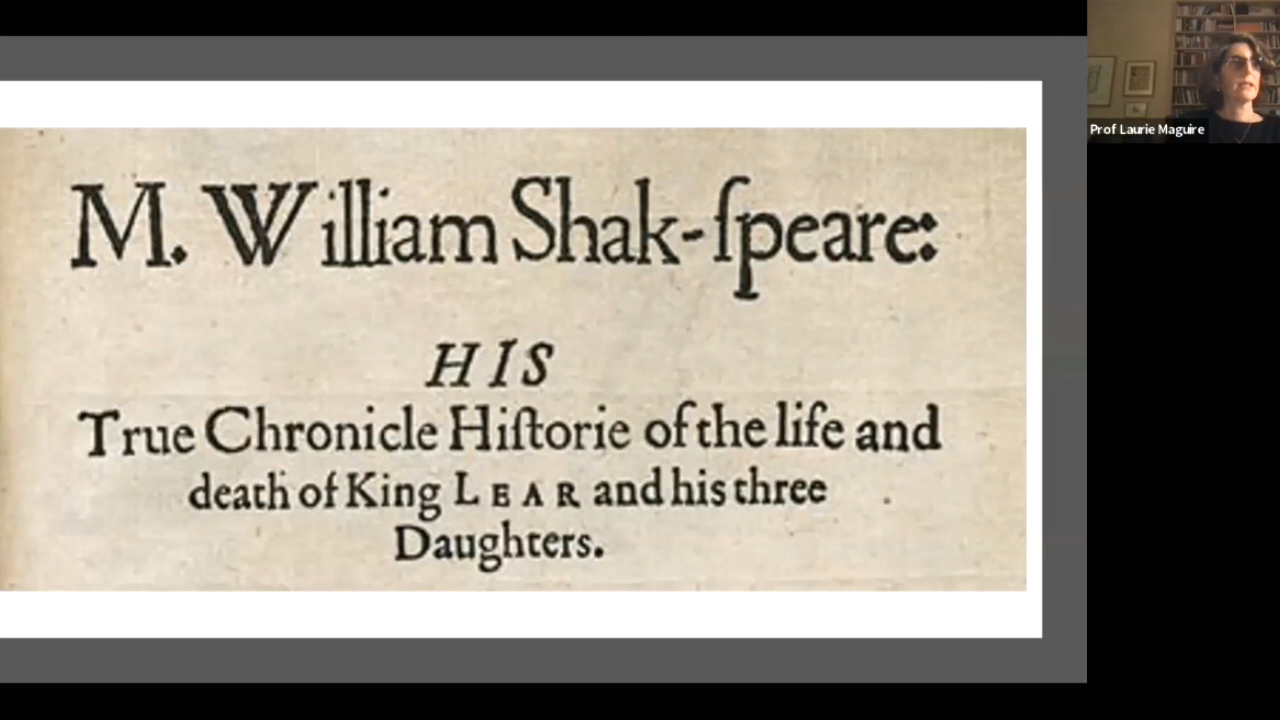 M. William Shak-ſpeare:
HIS
True Chronicle Hiſtorie of the life and
death of King LEAR and his three
Daughters.
Prof Laurie Maguire